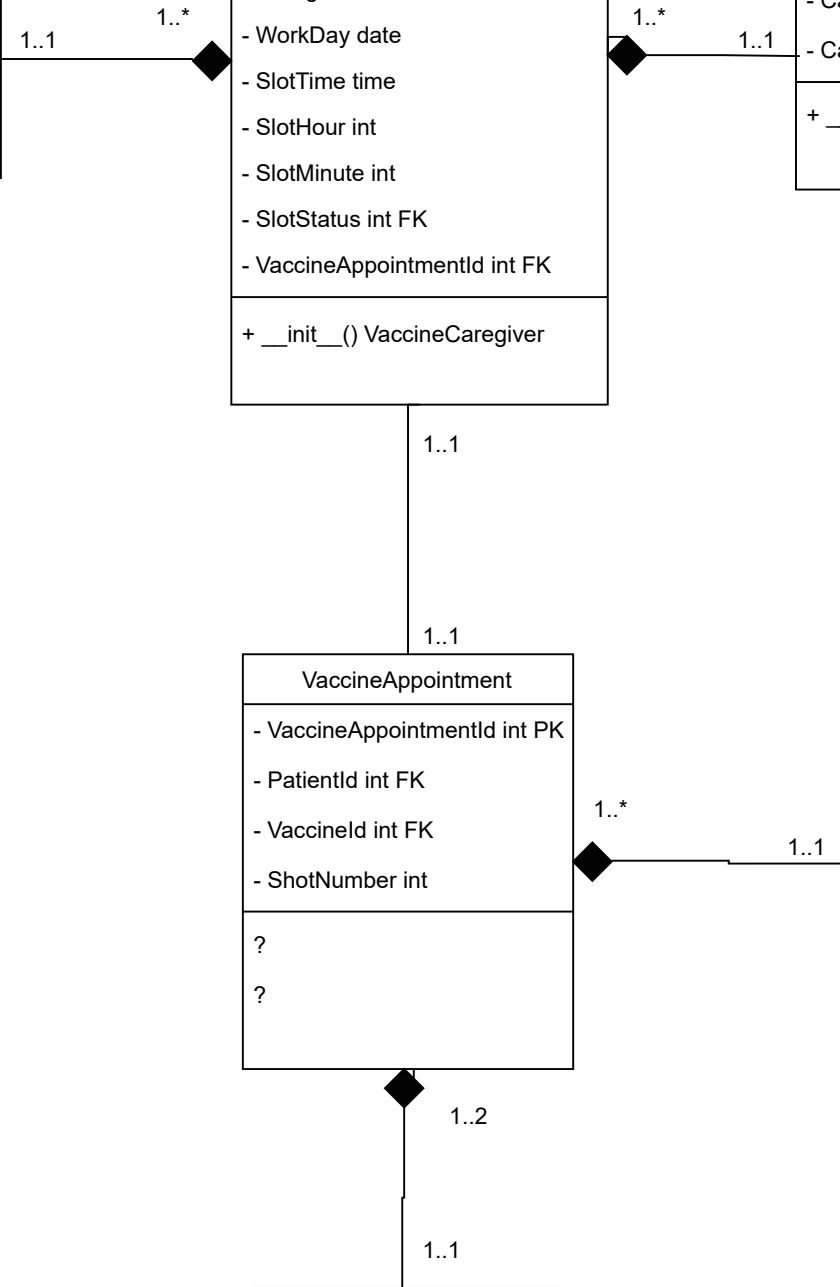 1..*
1..1
- WorkDay date
- SlotTime time
- SlotHour int
- SlotMinute int
- SlotStatus int FK
- VaccineAppointmentId int FK
+ __init__() VaccineCaregiver
1..*
1..1
+
1..1
1..1
VaccineAppointment
- VaccineAppointmentId int PK
- PatientId int FK
- VaccineId int FK
- ShotNumber int
?
?
1..*
1..1
1..2
1..1